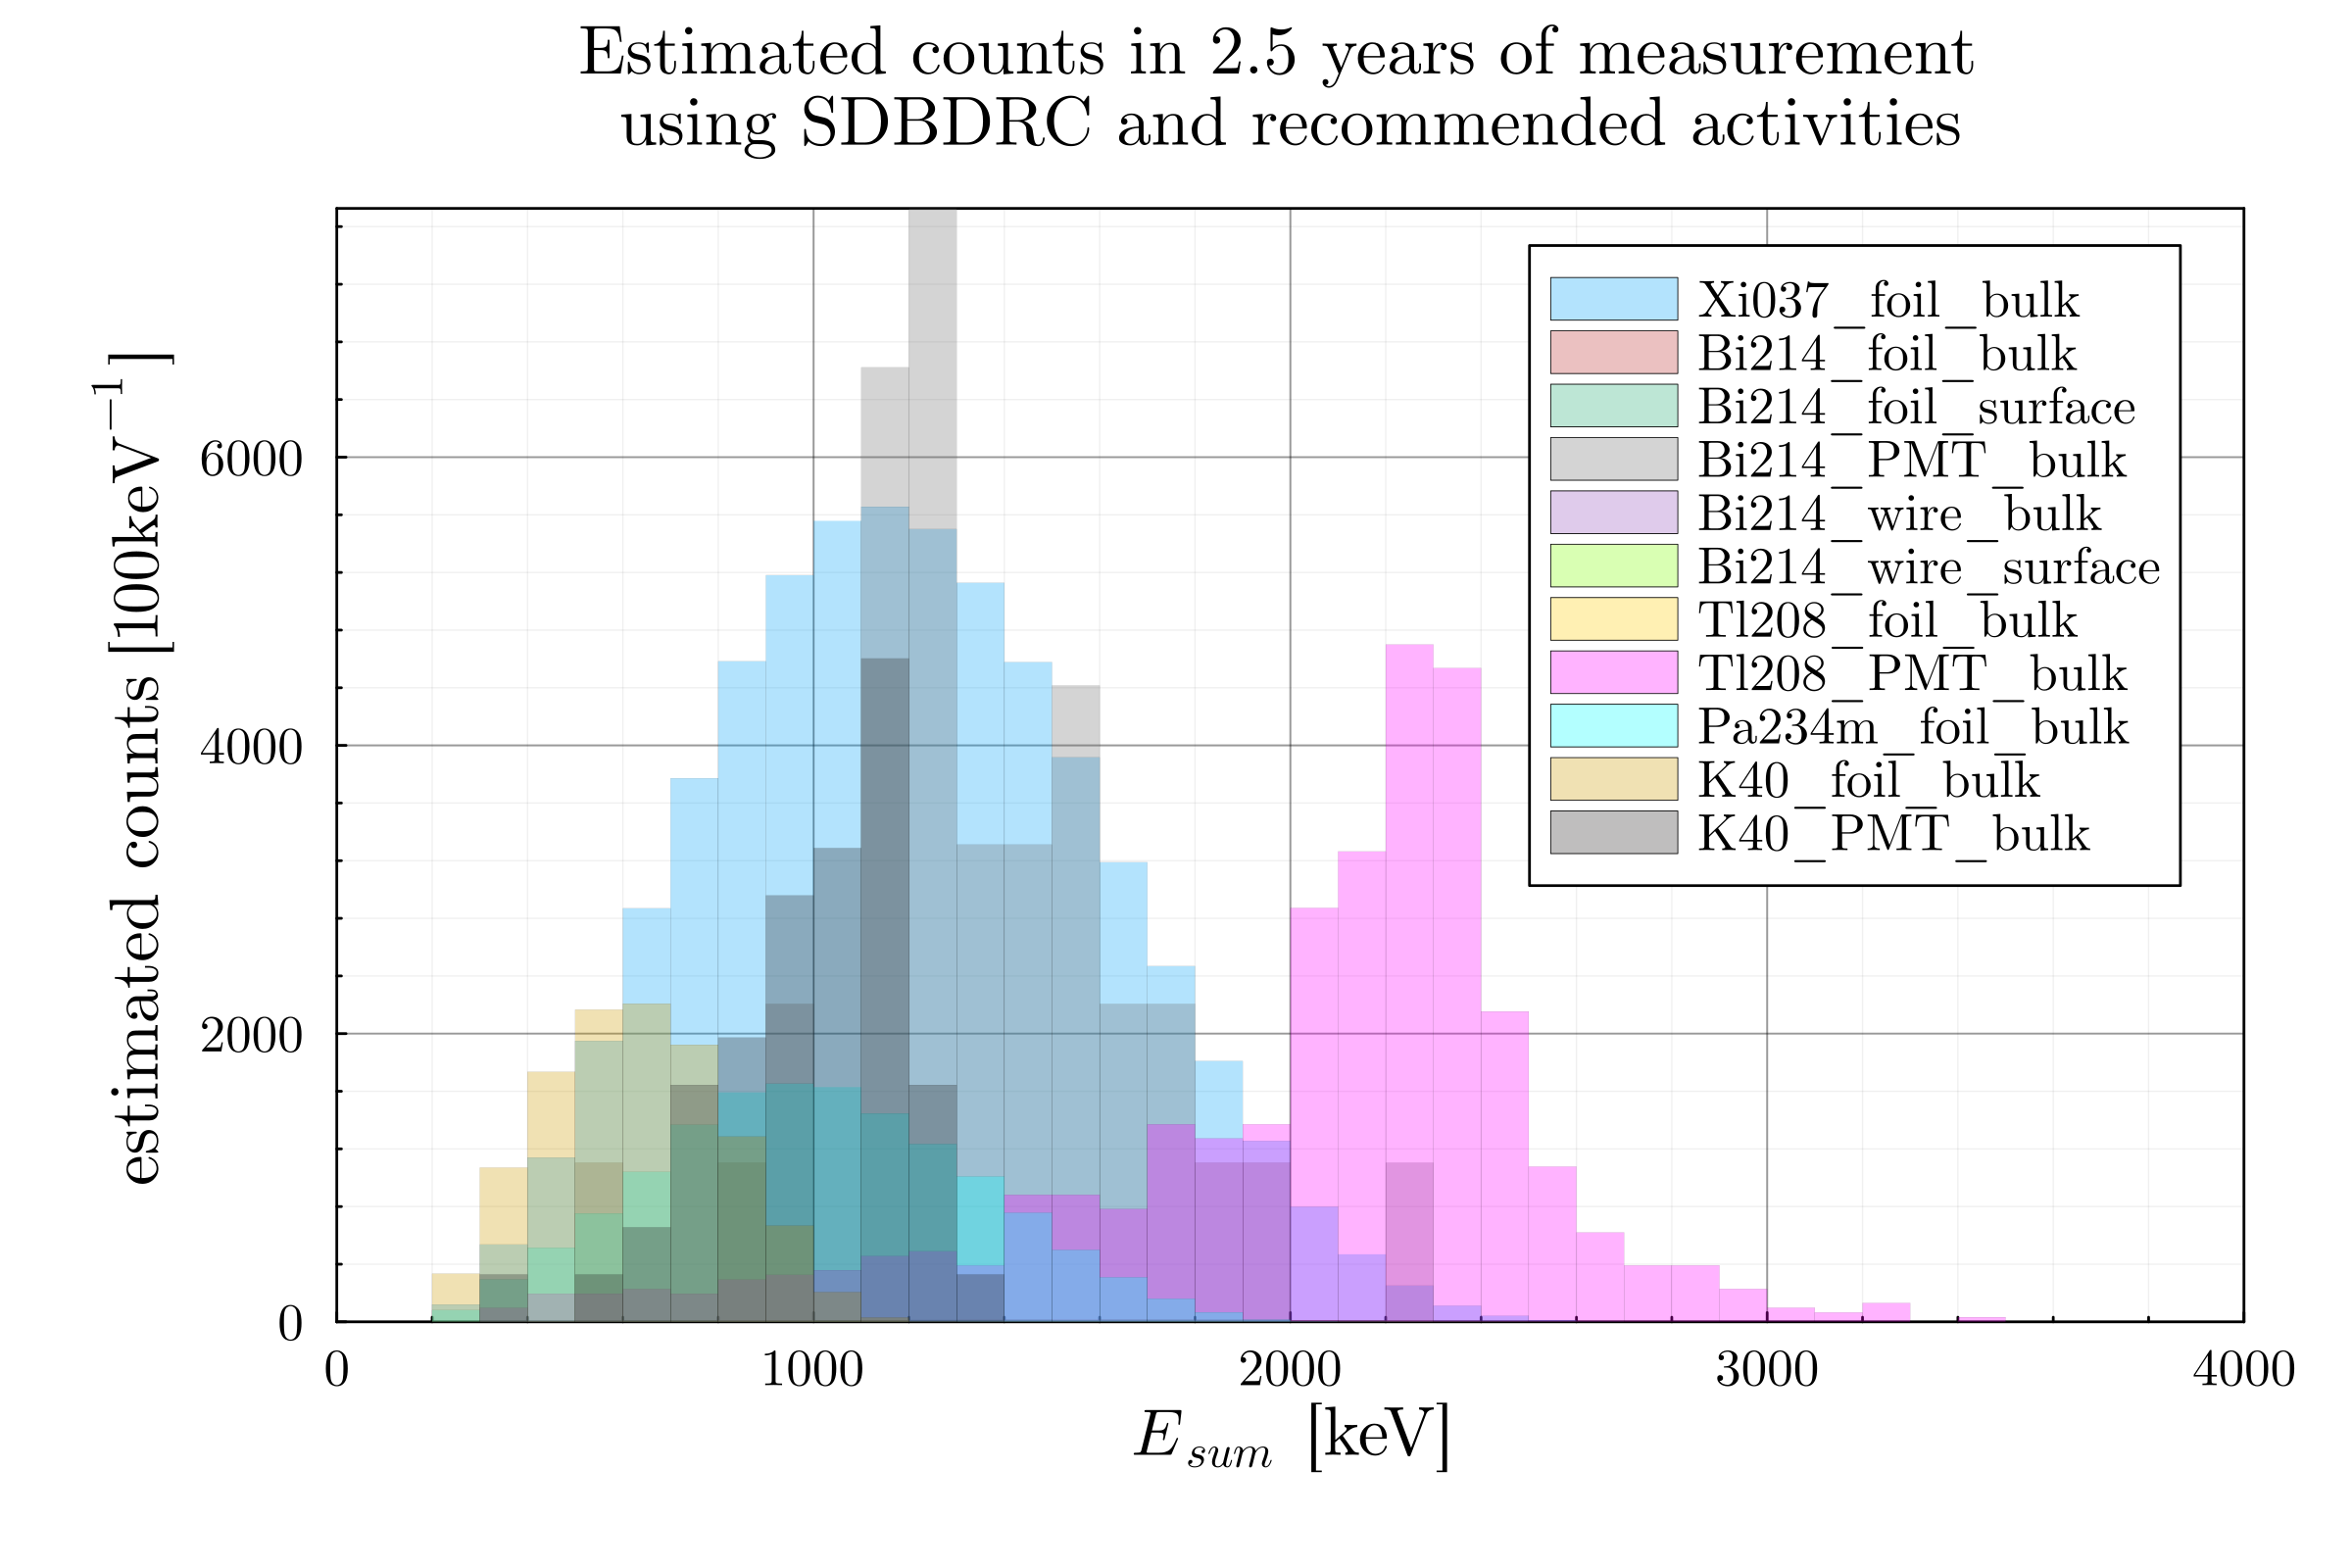 Estimated counts in 2.5 years of measurement
using SDBDRC and recommended activities
estimated counts [100keV⁻¹]
6000
4000
2000
0
0 1000 2000 3000 4000
E_sum [keV]
Xi037_foil_bulk
Bi214_foil_bulk
Bi214_foil_surface
Bi214_PMT_bulk
Bi214_wire_bulk
Bi214_wire_surface
Tl208_foil_bulk
Tl208_PMT_bulk
Pa234m_foil_bulk
K40_foil_bulk
K40_PMT_bulk